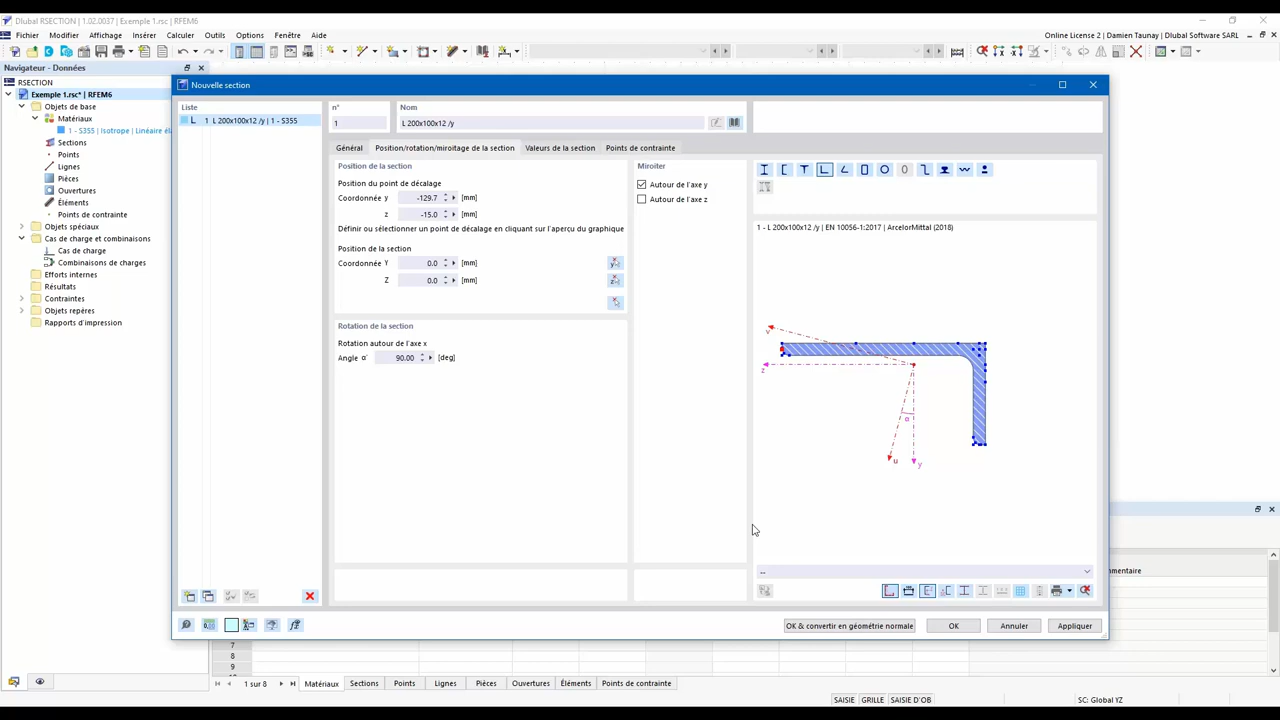 Dlubal RSECTION | 1.02.0037 | Exemple 1.rsc | RFEM6
Fichier Modifier Affichage Insérer Calculer Outils Options Fenêtre Aide
Online License 2 | Damien Taunay | Dlubal Software SARL
Navigateur - Données
RSECTION
Exemple 1.rsc* | RFEM6
Objets de base
Matériaux
1 - S355 | Isotrope | Linéaire éla
Sections
Points
Lignes
Pièces
Ouvertures
Éléments
Points de contrainte
Objets spéciaux
Cas de charge et combinaisons
Cas de charge
Combinaisons de charges
Efforts internes
Résultats
Contraintes
Objets repères
Rapports d'impression
Nouvelle section
Liste
L 1 L 200x100x12 /y | 1 - S355
n°
1
Nom
L 200x100x12 /y
Général Position/rotation/miroitage de la section Valeurs de la section Points de contrainte
Position de la section
Position du point de décalage
Coordonnée y -129.7 [mm]
z -15.0 [mm]
Définir ou sélectionner un point de décalage en cliquant sur l'aperçu du graphique
Position de la section
Coordonnée Y 0.0 [mm]
Z 0.0 [mm]
Rotation de la section
Rotation autour de l'axe x
Angle α' 90.00 [deg]
Miroiter
Autour de l'axe y
Autour de l'axe z
1 - L 200x100x12 /y | EN 10056-1:2017 | ArcelorMittal (2018)
v
z
α
u
y
--
OK & convertir en géométrie normale OK Annuler Appliquer
mmentaire
7
8
9
1 sur 8 Matériaux Sections Points Lignes Pièces Ouvertures Éléments Points de contrainte
SAISIE GRILLE SAISIE D'OB SC: Global YZ